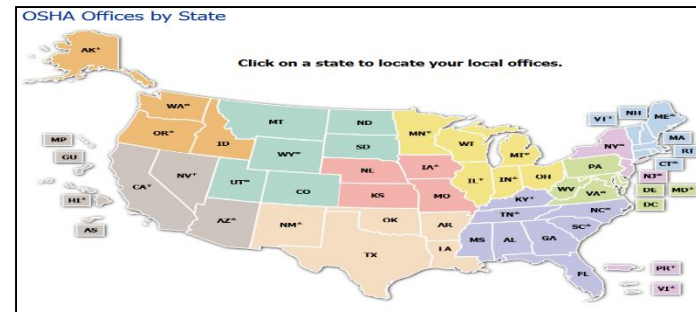 OSHA Offices by State
AK*
Click on a state to locate your local offices.
WA*
MT
ND
MN*
VT*
NH
ME*
OR*
ID
WY*
SD
WI
MI*
NY*
MA
RI
CT*
MP
GU
HI*
AS
CA*
NV*
UT*
CO
NE
KS
IA*
MO
IL*
IN*
OH
PA
NJ*
WV
VA*
DE
MD*
DC
AZ*
NM*
OK
AR
KY*
TN*
NC*
SC*
TX
LA
MS
AL
GA
FL
PR*
VI*